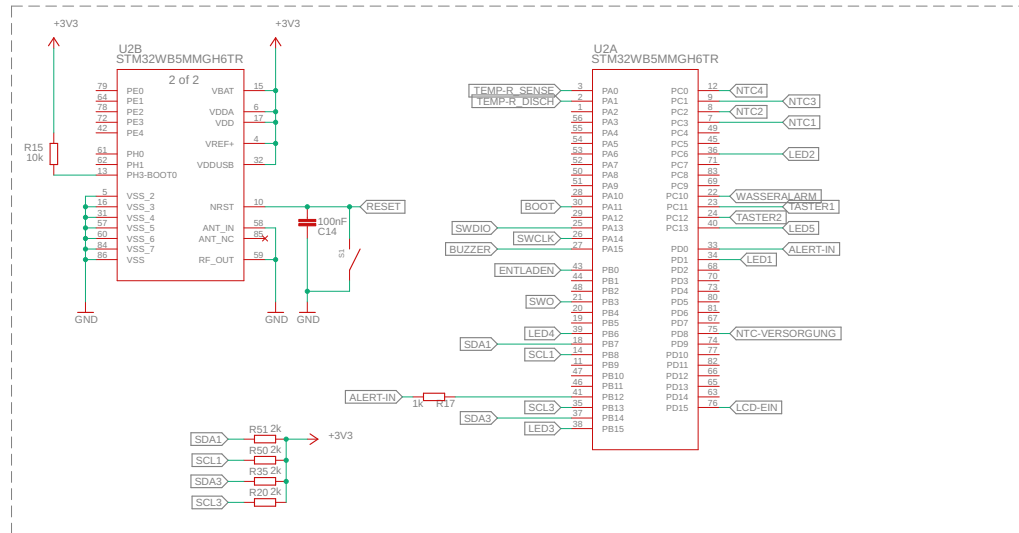 +3V3
+3V3
U2B
STM32WB5MMGH6TR
2 of 2
79 PE0
64 PE1
78 PE2
72 PE3
42 PE4
61 PH0
62 PH1
13 PH3-BOOT0
5 VSS_2
16 VSS_3
31 VSS_4
57 VSS_5
60 VSS_6
84 VSS_7
86 VSS
VBAT 15
VDDA 6
VDD 17
VREF+ 4
VDDUSB 32
NRST 10
ANT_IN 58
ANT_NC 85
RF_OUT 59
R15
10k
RESET
100nF
C14
S1
GND
GND
GND
U2A
STM32WB5MMGH6TR
TEMP-R_SENSE 3 PA0
TEMP-R_DISCH 2 PA1
1 PA2
56 PA3
55 PA4
54 PA5
53 PA6
52 PA7
50 PA8
51 PA9
28 PA10
BOOT 30 PA11
29 PA12
SWDIO 25 PA13
SWCLK 26 PA14
BUZZER 27 PA15
ENTLADEN 43 PB0
44 PB1
48 PB2
SWO 21 PB3
20 PB4
19 PB5
LED4 39 PB6
SDA1 18 PB7
SCL1 14 PB8
11 PB9
47 PB10
46 PB11
ALERT-IN 1k R17 41 PB12
SCL3 35 PB13
SDA3 37 PB14
LED3 38 PB15
PC0 12 NTC4
PC1 9 NTC3
PC2 8 NTC2
PC3 7 NTC1
PC4 49
PC5 45
PC6 36 LED2
PC7 71
PC8 83
PC9 69
PC10 22 WASSERALARM
PC11 23 TASTER1
PC12 24 TASTER2
PC13 40 LED5
PD0 33 ALERT-IN
PD1 34 LED1
PD2 68
PD3 70
PD4 73
PD5 80
PD6 81
PD7 67
PD8 75 NTC-VERSORGUNG
PD9 74
PD10 77
PD11 82
PD12 66
PD13 65
PD14 63
PD15 76 LCD-EIN
SDA1 R51 2k
+3V3
SCL1 R50 2k
SDA3 R35 2k
SCL3 R20 2k